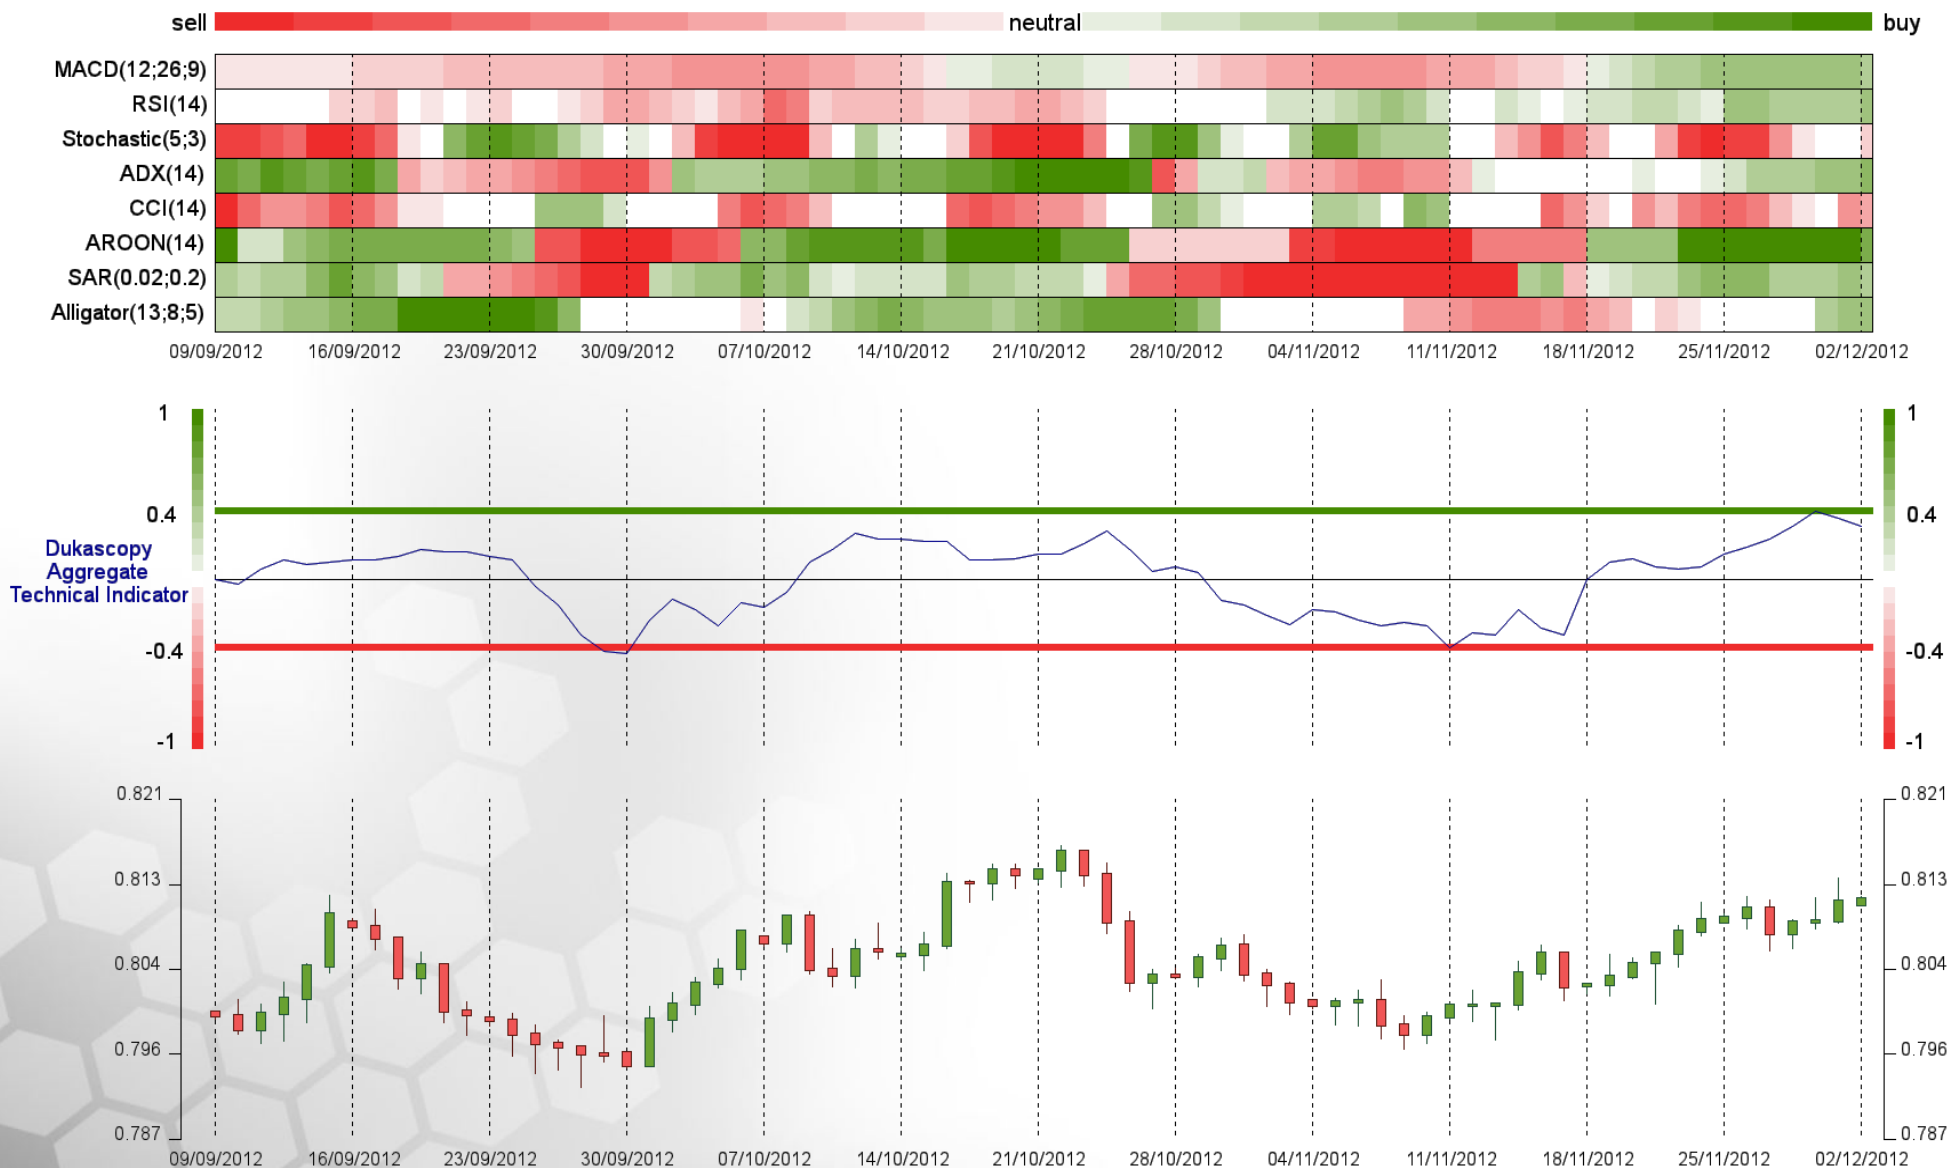 sell neutral buy
MACD(12;26;9)
RSI(14)
Stochastic(5;3)
ADX(14)
CCI(14)
AROON(14)
SAR(0.02;0.2)
Alligator(13;8;5)
09/09/2012 16/09/2012 23/09/2012 30/09/2012 07/10/2012 14/10/2012 21/10/2012 28/10/2012 04/11/2012 11/11/2012 18/11/2012 25/11/2012 02/12/2012
1 1
0.4 0.4
Dukascopy
Aggregate
Technical Indicator
-0.4 -0.4
-1 -1
0.821 0.821
0.813 0.813
0.804 0.804
0.796 0.796
0.787 0.787
09/09/2012 16/09/2012 23/09/2012 30/09/2012 07/10/2012 14/10/2012 21/10/2012 28/10/2012 04/11/2012 11/11/2012 18/11/2012 25/11/2012 02/12/2012